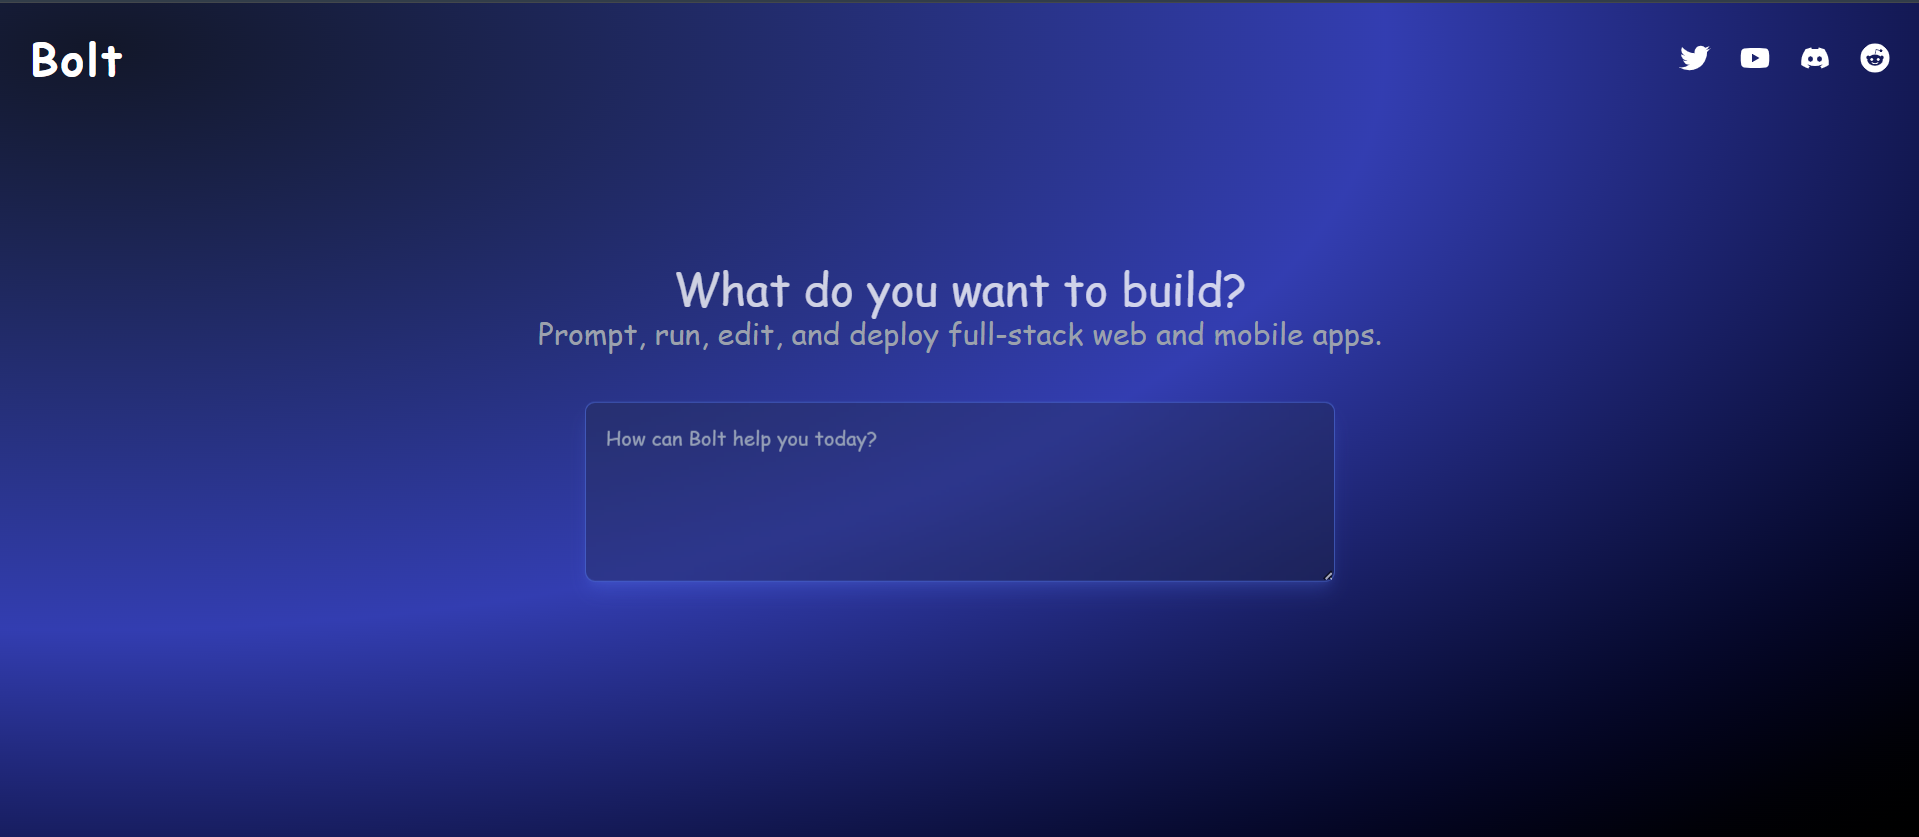 Bolt
What do you want to build?
Prompt, run, edit, and deploy full-stack web and mobile apps.
How can Bolt help you today?